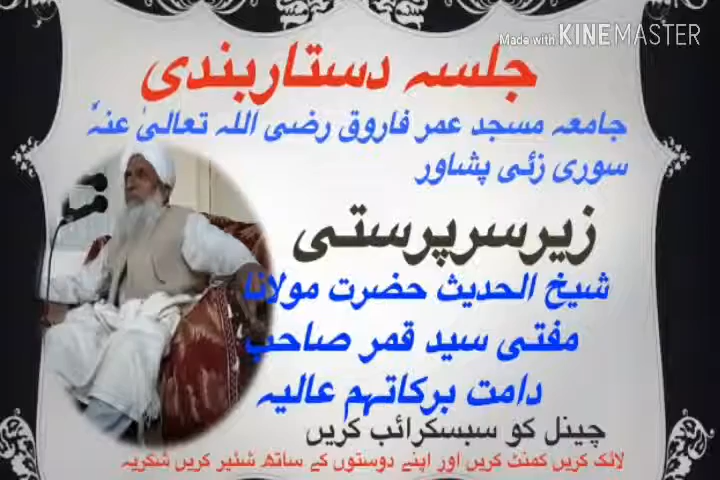 Made with KINEMASTER
جلسہ دستاربندی
جامعہ مسجد عمر فاروق رضی اللہ تعالیٰ عنہٗ
سوری زئی پشاور
زیرسرپرستی
شیخ الحدیث حضرت مولانا
مفتی سید قمر صاحب
دامت برکاتہم عالیہ
چینل کو سبسکرائب کریں
لائک کریں کمنٹ کریں اور اپنے دوستوں کے ساتھ شئیر کریں شکریہ